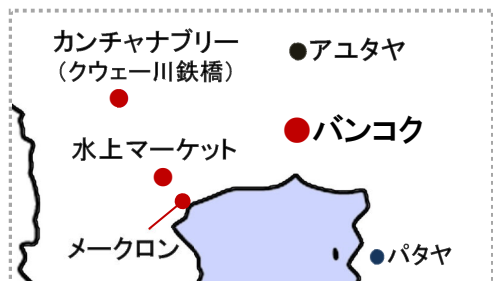 カンチャナブリー
（クウェー川鉄橋）
アユタヤ
バンコク
水上マーケット
メークロン
パタヤ